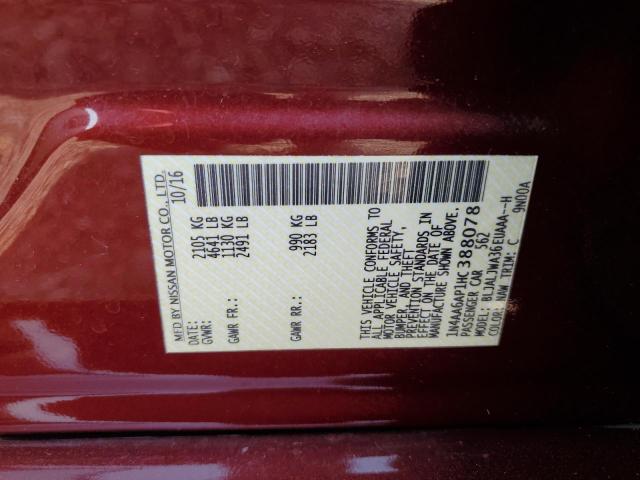 MFD BY NISSAN MOTOR CO., LTD.
10/16
GVWR: 2105 KG
4641 LB
GAWR FR.: 1130 KG
2491 LB
GAWR RR.: 990 KG
2183 LB
THIS VEHICLE CONFORMS TO
ALL APPLICABLE FEDERAL
MOTOR VEHICLE SAFETY,
BUMPER, AND THEFT
PREVENTION STANDARDS IN
EFFECT ON THE DATE OF
MANUFACTURE SHOWN ABOVE.
1N4AA6AP1HC388078
PASSENGER CAR 562
MODEL: BLJALJWA36EUAAA--H
COLOR: NAW TRIM: C 9N00A